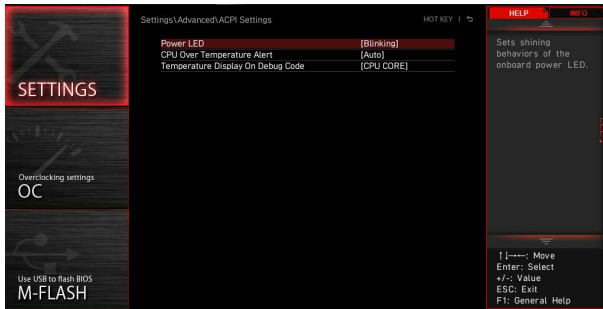 Settings\Advanced\ACPI Settings
HOT KEY | ⮌
HELP
INFO
Power LED [Blinking]
CPU Over Temperature Alert [Auto]
Temperature Display On Debug Code [CPU CORE]
Sets shining
behaviors of the
onboard power LED.
SETTINGS
Overclocking settings
OC
Use USB to flash BIOS
M-FLASH
↑↓→←: Move
Enter: Select
+/-: Value
ESC: Exit
F1: General Help